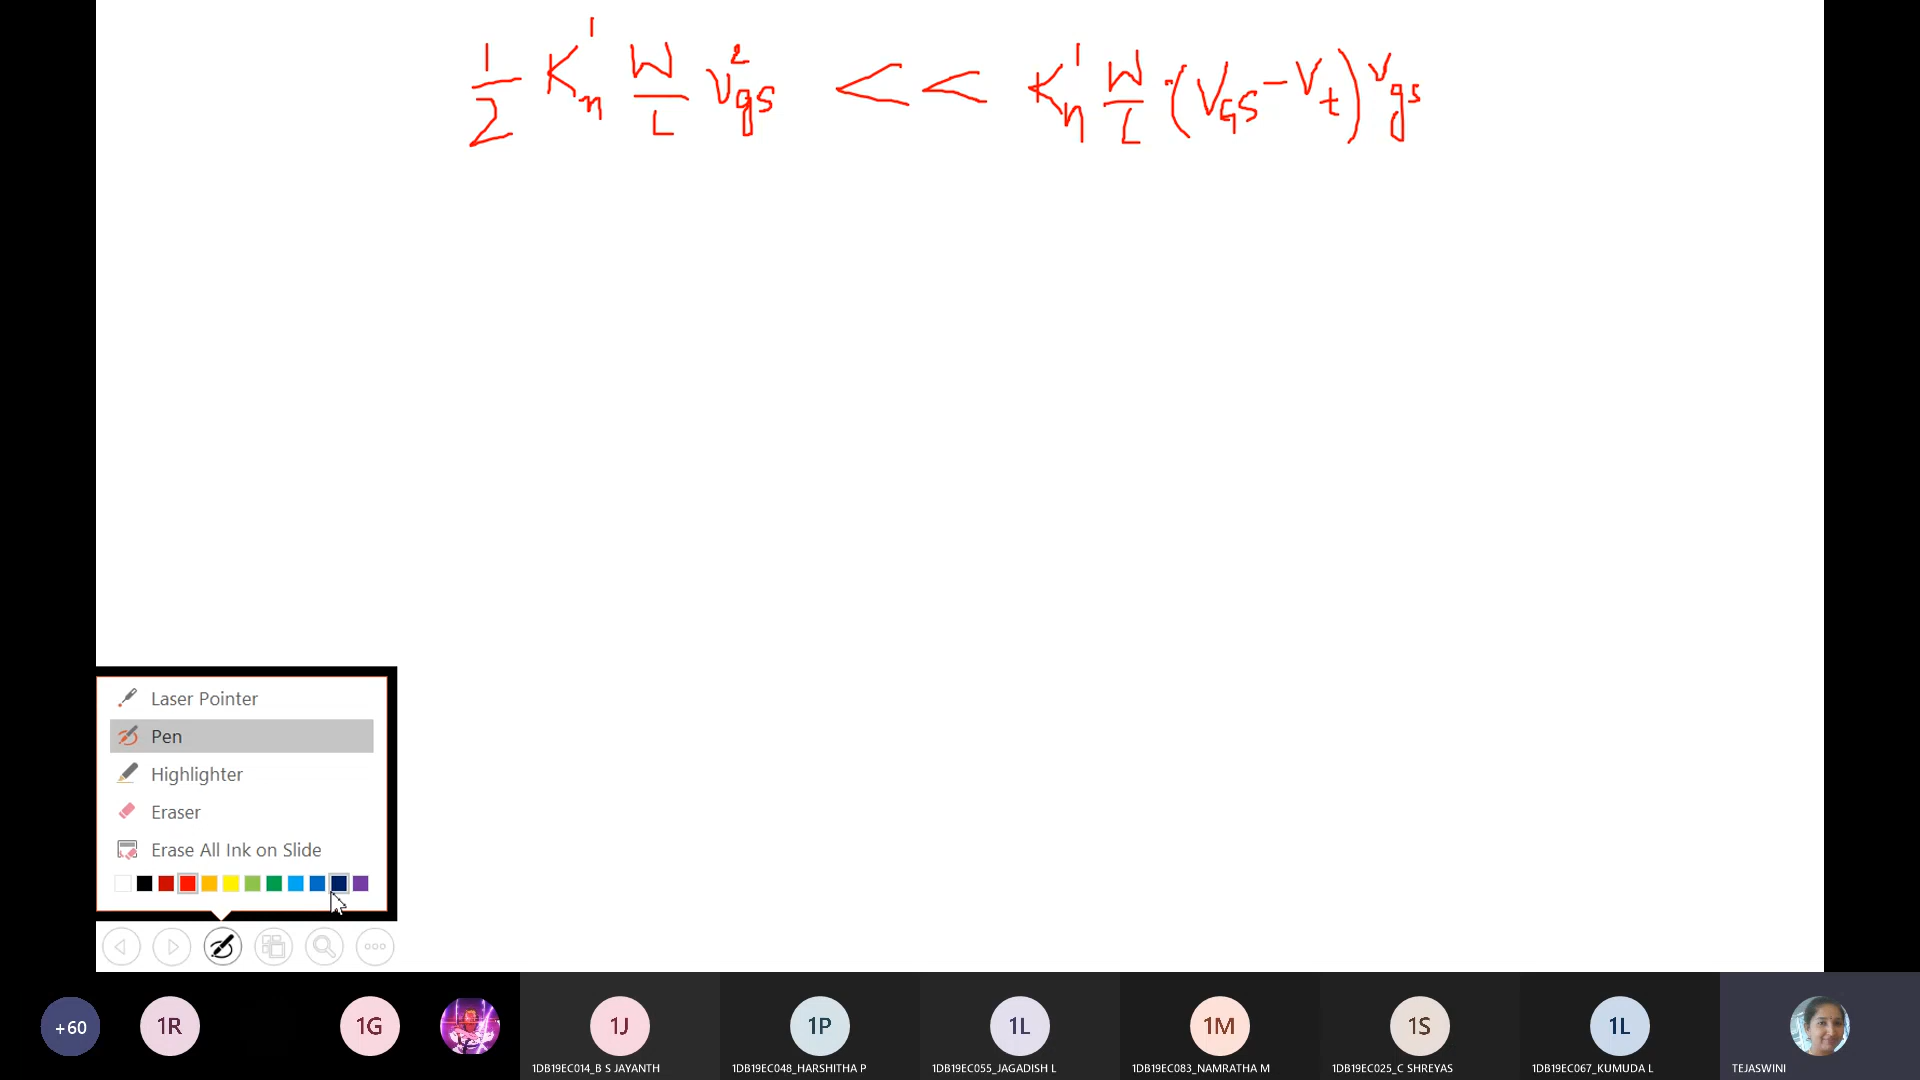 1/2 K'n W/L v²gs << K'n W/L (VGS - Vt) vgs
Laser Pointer
Pen
Highlighter
Eraser
Erase All Ink on Slide
+60
1R
1G
1J
1P
1L
1M
1S
1L
1DB19EC014_B S JAYANTH
1DB19EC048_HARSHITHA P
1DB19EC055_JAGADISH L
1DB19EC083_NAMRATHA M
1DB19EC025_C SHREYAS
1DB19EC067_KUMUDA L
TEJASWINI